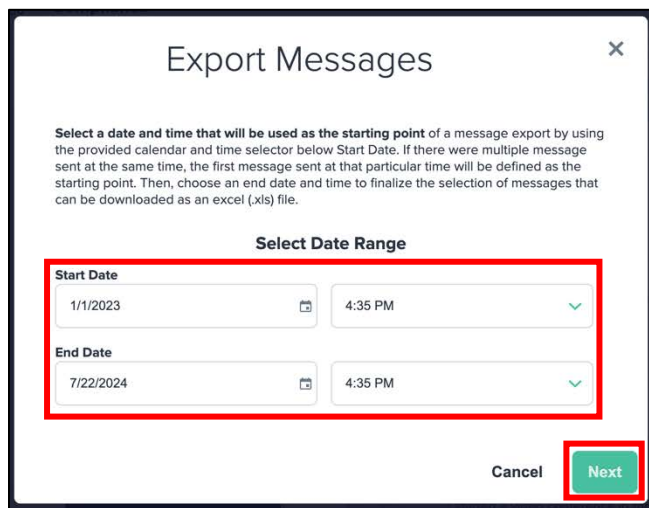 Export Messages
Select a date and time that will be used as the starting point of a message export by using
the provided calendar and time selector below Start Date. If there were multiple message
sent at the same time, the first message sent at that particular time will be defined as the
starting point. Then, choose an end date and time to finalize the selection of messages that
can be downloaded as an excel (.xls) file.
Select Date Range
Start Date
1/1/2023 4:35 PM
End Date
7/22/2024 4:35 PM
Cancel Next